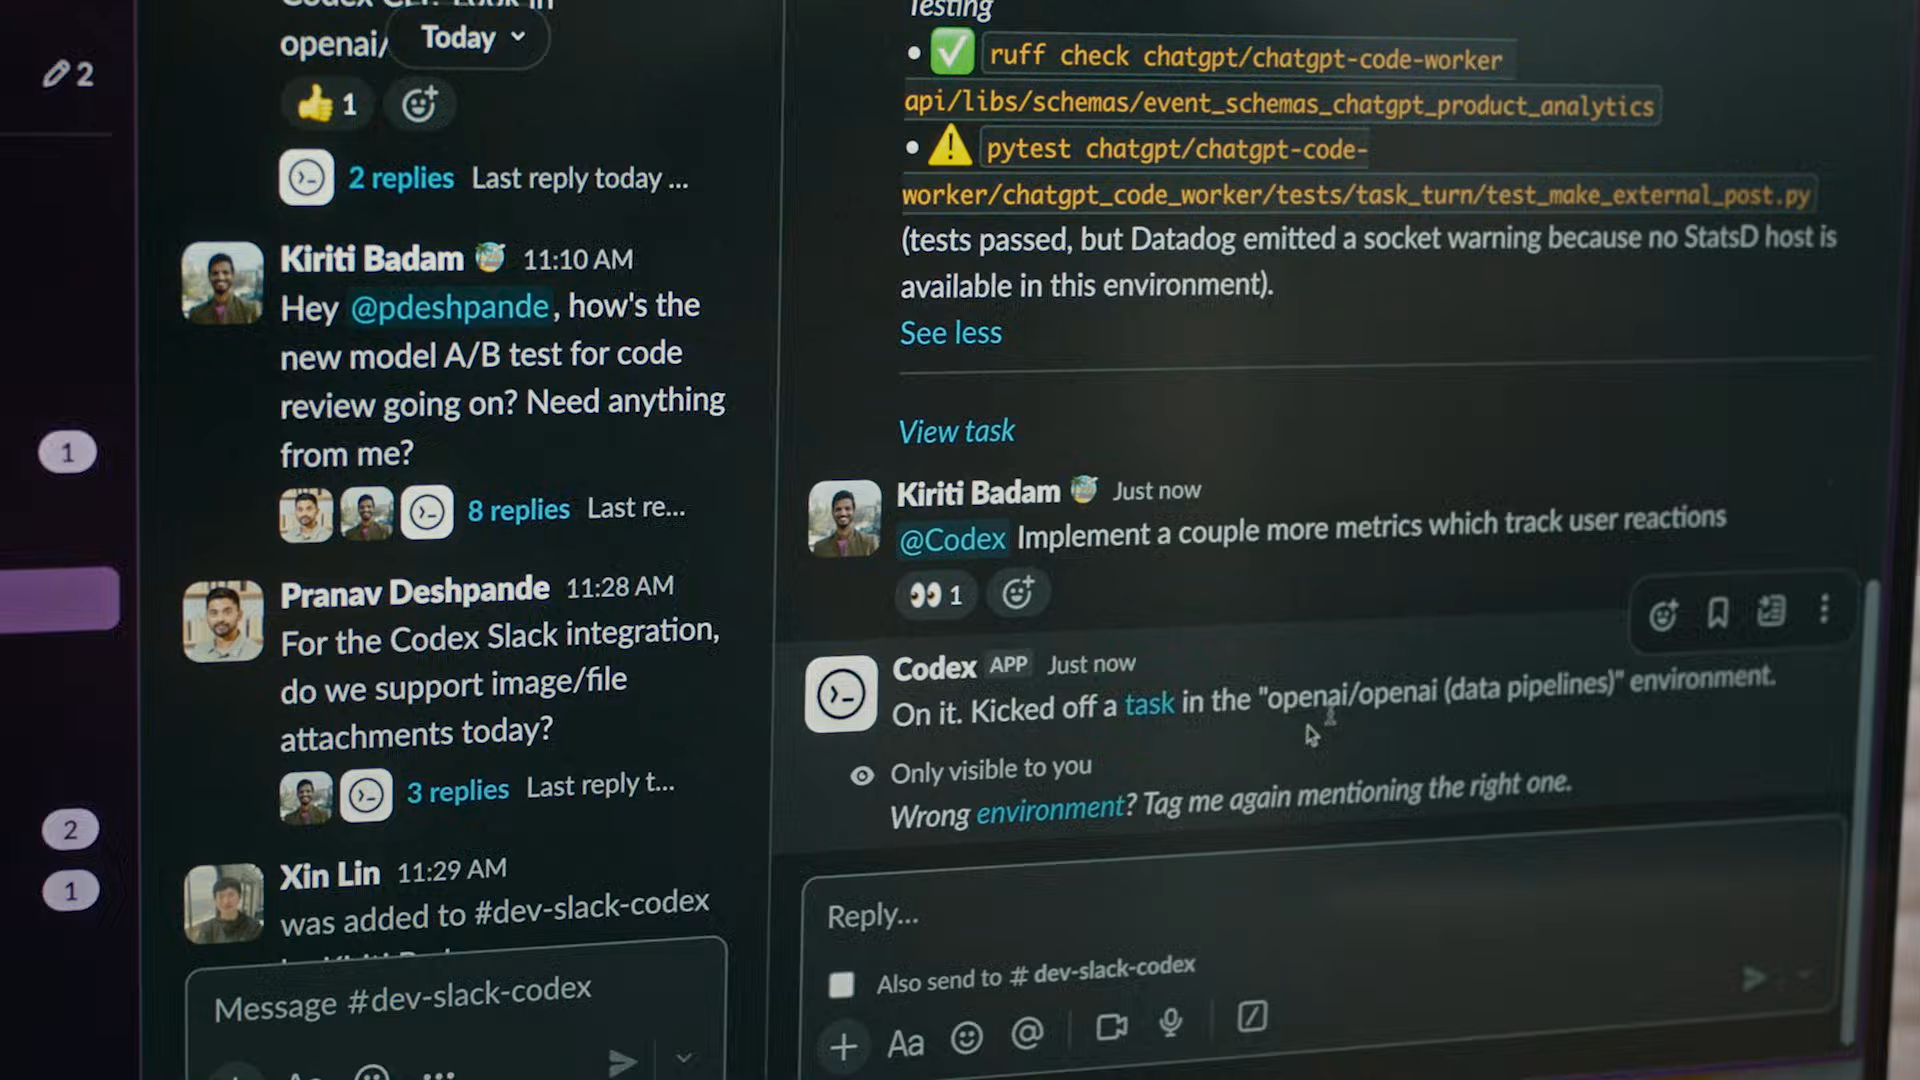 openai/
Today
2
1
2 replies Last reply today ...
Kiriti Badam 11:10 AM
Hey @pdeshpande, how's the
new model A/B test for code
review going on? Need anything
from me?
8 replies Last re...
1
Pranav Deshpande 11:28 AM
For the Codex Slack integration,
do we support image/file
attachments today?
3 replies Last reply t...
2
1
Xin Lin 11:29 AM
was added to #dev-slack-codex
Message #dev-slack-codex
Testing
• ruff check chatgpt/chatgpt-code-worker
api/libs/schemas/event_schemas_chatgpt_product_analytics
• pytest chatgpt/chatgpt-code-
worker/chatgpt_code_worker/tests/task_turn/test_make_external_post.py
(tests passed, but Datadog emitted a socket warning because no StatsD host is
available in this environment).
See less
View task
Kiriti Badam Just now
@Codex Implement a couple more metrics which track user reactions
1
Codex APP Just now
On it. Kicked off a task in the "openai/openai (data pipelines)" environment.
Only visible to you
Wrong environment? Tag me again mentioning the right one.
Reply...
Also send to # dev-slack-codex
Aa